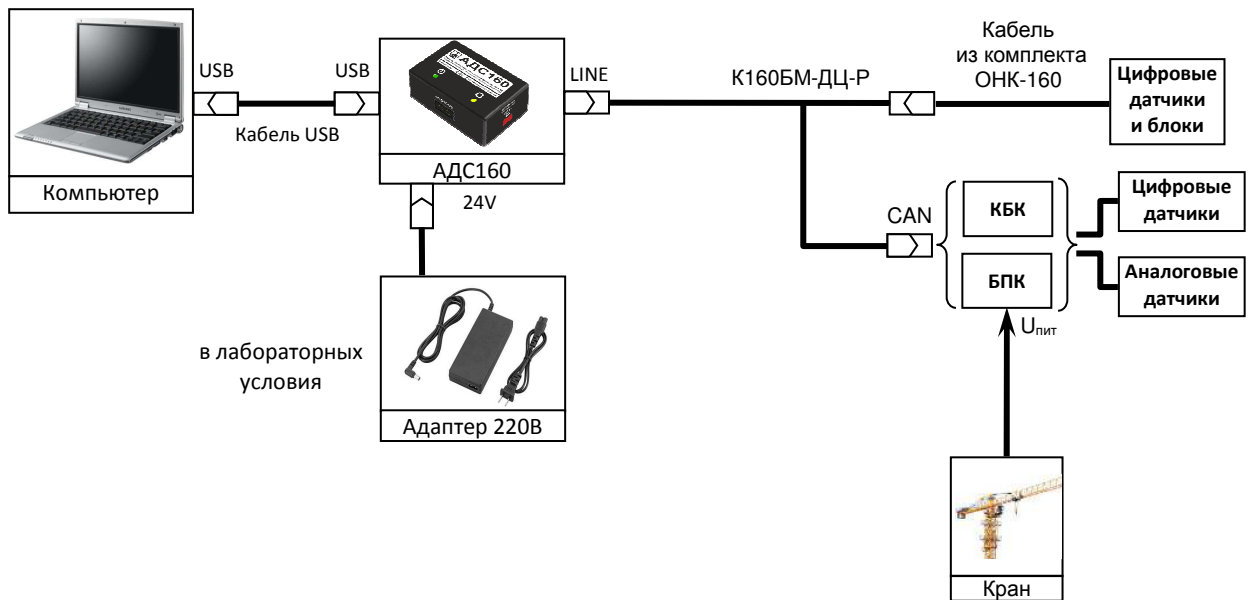 USB
USB
Кабель USB
Компьютер
АДС160
АДС160
LINE
24V
в лабораторных
условия
Адаптер 220В
К160БМ-ДЦ-Р
Кабель
из комплекта
ОНК-160
Цифровые
датчики
и блоки
CAN
КБК
БПК
Цифровые
датчики
Аналоговые
датчики
Uпит
Кран